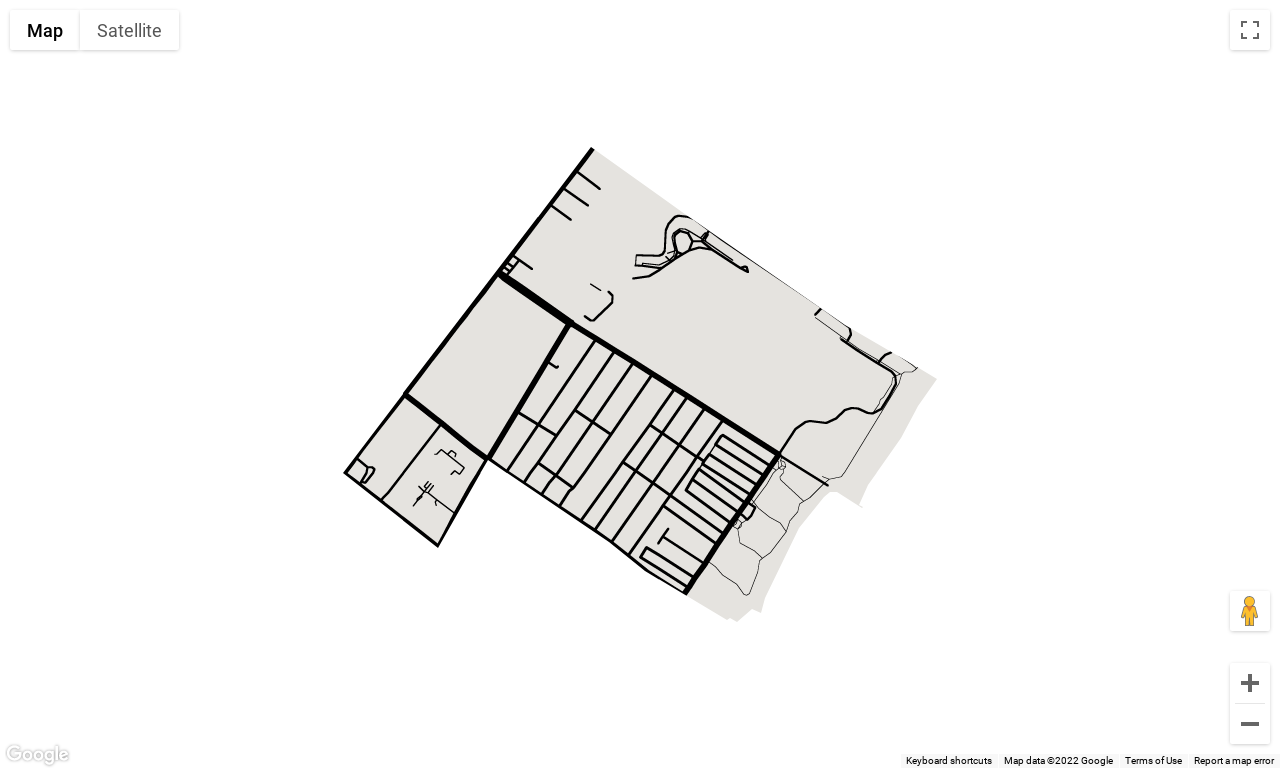 Map
Satellite
Google
Keyboard shortcuts
Map data ©2022 Google
Terms of Use
Report a map error